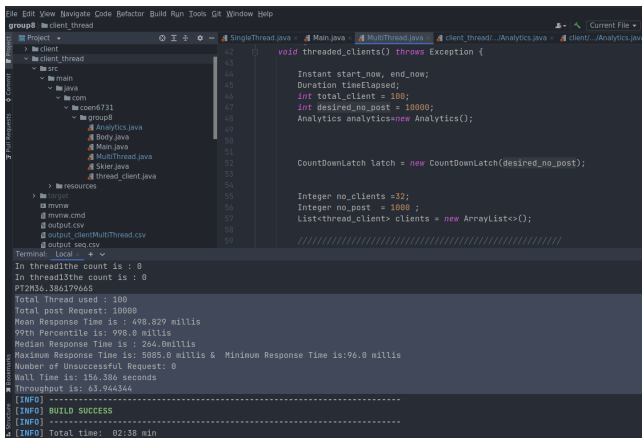 File Edit View Navigate Code Refactor Build Run Tools Git Window Help
group8 client_thread
Current File
Project
SingleThread.java Main.java MultiThread.java client_thread/.../Analytics.java client/.../Analytics.java
client
client_thread
src
main
java
com
coen6731
group8
Analytics.java
Body.java
Main.java
MultiThread.java
Skier.java
thread_client.java
resources
target
mvnw
mvnw.cmd
output.csv
output_clientMultiThread.csv
output_seq.csv
Project
Commit
Pull Requests
Bookmarks
Structure
42 void threaded_clients() throws Exception {
43
44 Instant start_now, end_now;
45 Duration timeElapsed;
46 int total_client = 100;
47 int desired_no_post = 10000;
48 Analytics analytics=new Analytics();
49
50
51
52 CountDownLatch latch = new CountDownLatch(desired_no_post);
53
54
55 Integer no_clients =32;
56 Integer no_post = 1000 ;
57 List<thread_client> clients = new ArrayList<>();
58
59
Terminal: Local
In thread1the count is : 0
In thread13the count is : 0
PT2M36.386179665
Total Thread used : 100
Total post Request: 10000
Mean Response Time is : 498.829 millis
99th Percentile is: 998.0 millis
Median Response Time is : 264.0millis
Maximum Response Time is: 5085.0 millis & Minimum Response Time is:96.0 millis
Number of Unsuccessful Request: 0
Wall Time is: 156.386 seconds
Throughput is: 63.944344
[INFO] ------------------------------------------------------------------------
[INFO] BUILD SUCCESS
[INFO] ------------------------------------------------------------------------
[INFO] Total time: 02:38 min